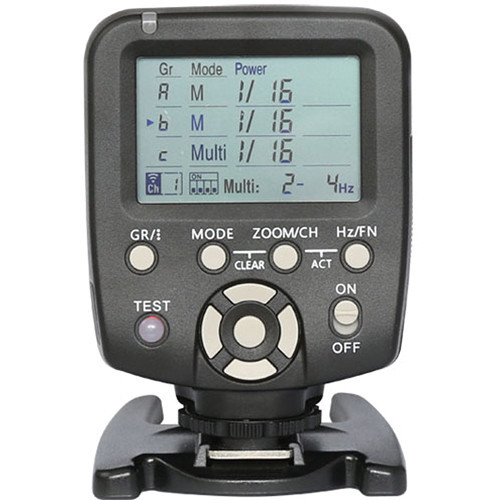 Gr Mode Power
A M 1/16
b M 1/16
c Multi 1/16
Ch 1 ON Multi: 2- 4Hz
GR/⁝ MODE ZOOM/CH Hz/FN
CLEAR ACT
TEST ON
OFF